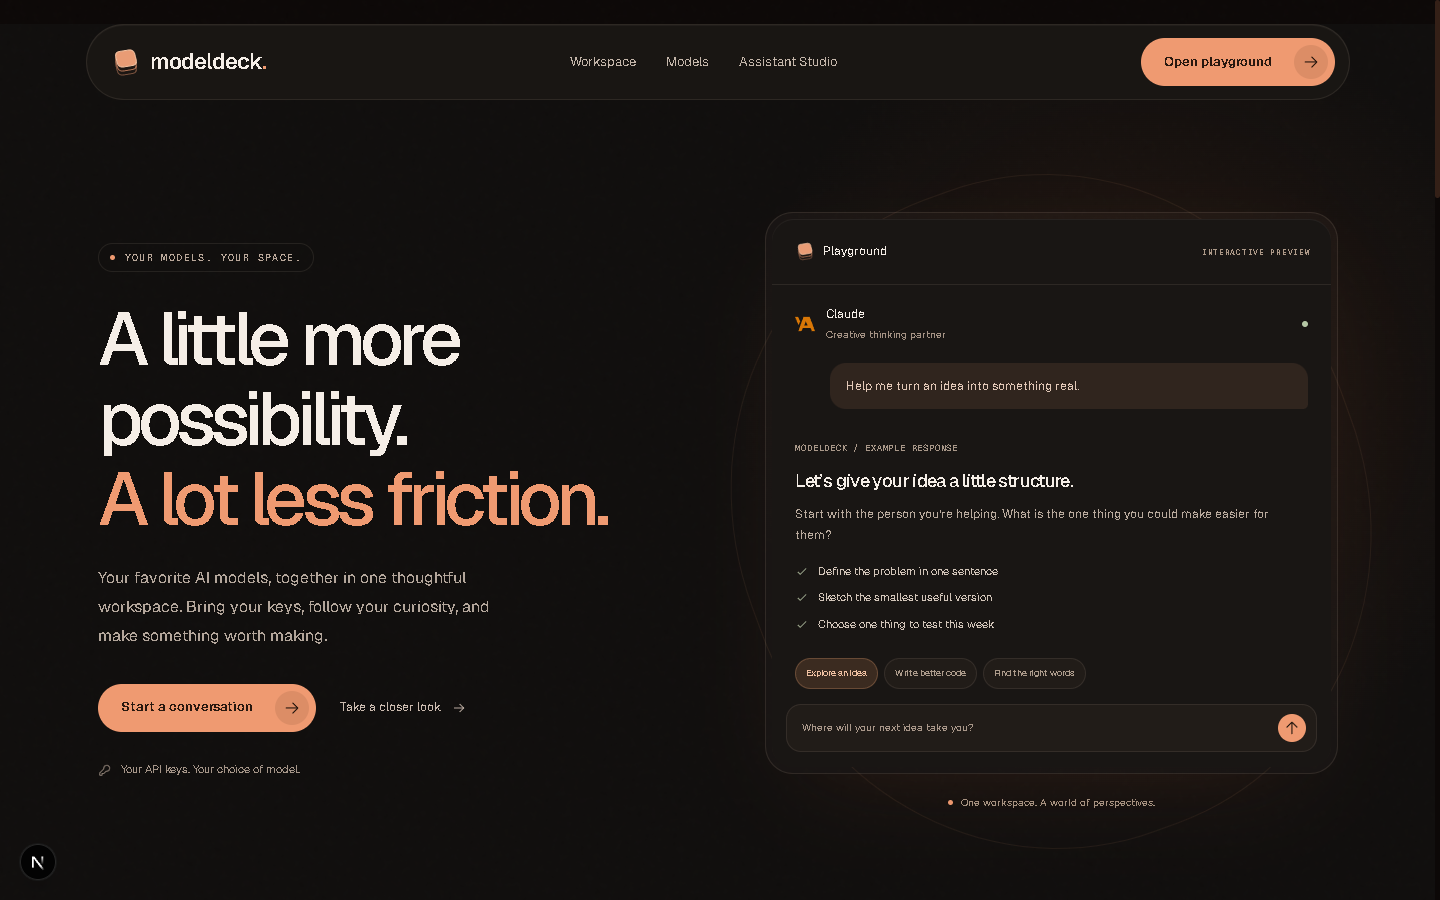 modeldeck.
Workspace
Models
Assistant Studio
Open playground
YOUR MODELS. YOUR SPACE.
A little more
possibility.
A lot less friction.
Your favorite AI models, together in one thoughtful
workspace. Bring your keys, follow your curiosity, and
make something worth making.
Start a conversation
Take a closer look
Your API keys. Your choice of model.
Playground
INTERACTIVE PREVIEW
Claude
Creative thinking partner
Help me turn an idea into something real.
MODELDECK / EXAMPLE RESPONSE
Let's give your idea a little structure.
Start with the person you're helping. What is the one thing you could make easier for
them?
Define the problem in one sentence
Sketch the smallest useful version
Choose one thing to test this week
Explore an idea
Write better code
Find the right words
Where will your next idea take you?
One workspace. A world of perspectives.
N